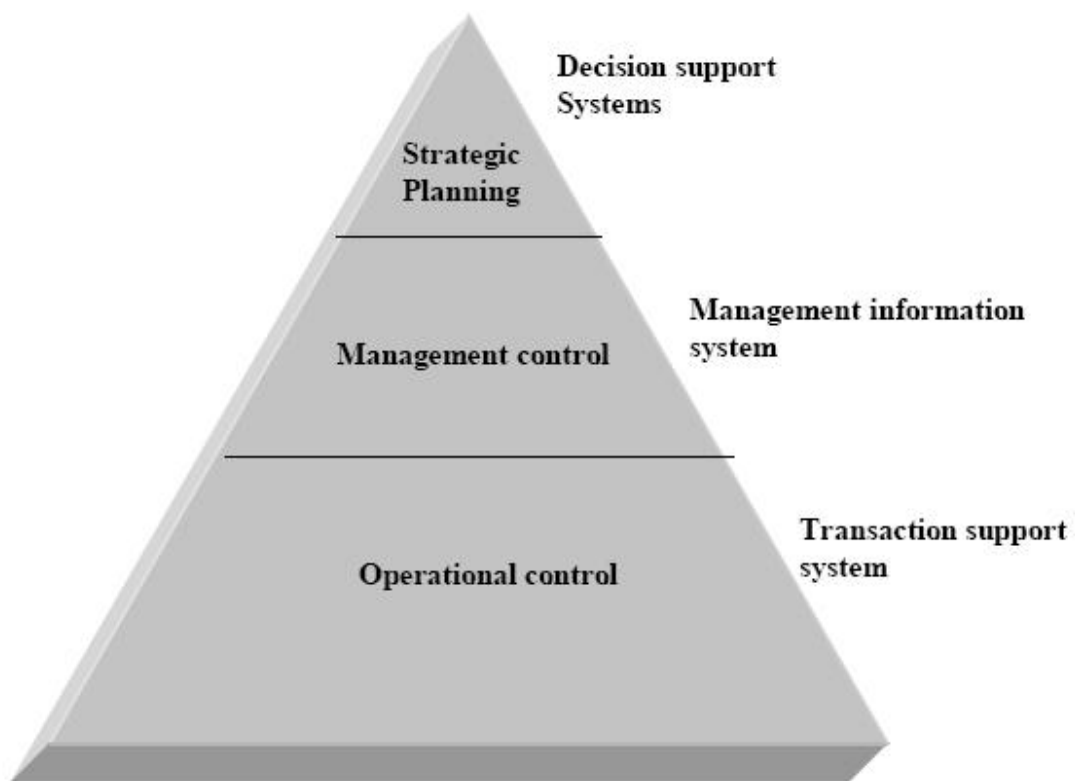 Decision support
Systems
Strategic
Planning
Management information
system
Management control
Transaction support
system
Operational control